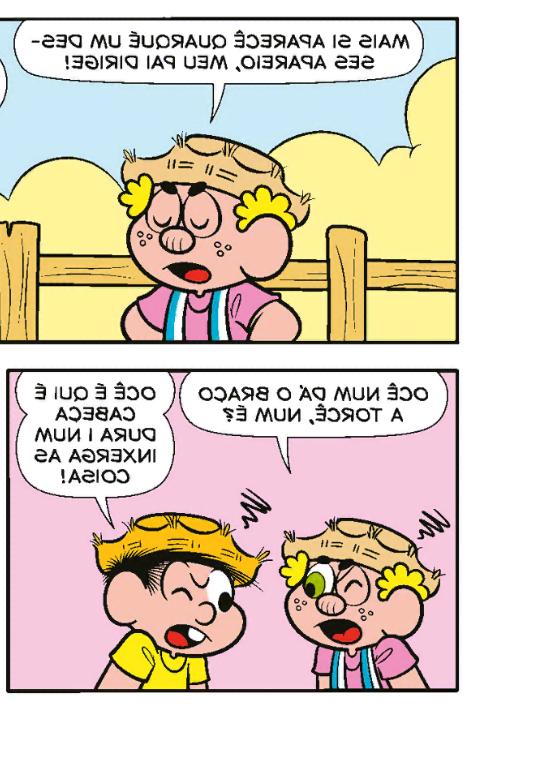 MAIS SI APARECÊ QUARQUÉ UM DES-
SES APAREIO, MEU PAI DIRIGE!
OCÊ NUM DÁ O BRAÇO
A TORCÊ, NUM É?
OCÊ É QUI É
CABEÇA
DURA I NUM
INXERGA AS
COISA!